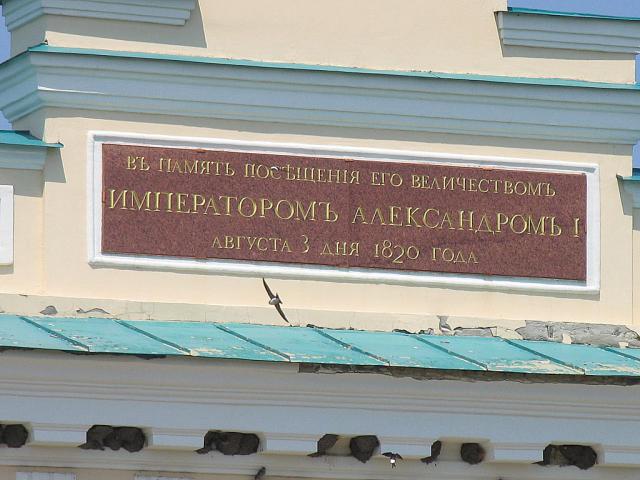 ВЪ ПАМЯТЬ ПОСѢЩЕНІЯ ЕГО ВЕЛИЧЕСТВОМЪ
ИМПЕРАТОРОМЪ АЛЕКСАНДРОМЪ I
АВГУСТА 3 ДНЯ 1820 ГОДА